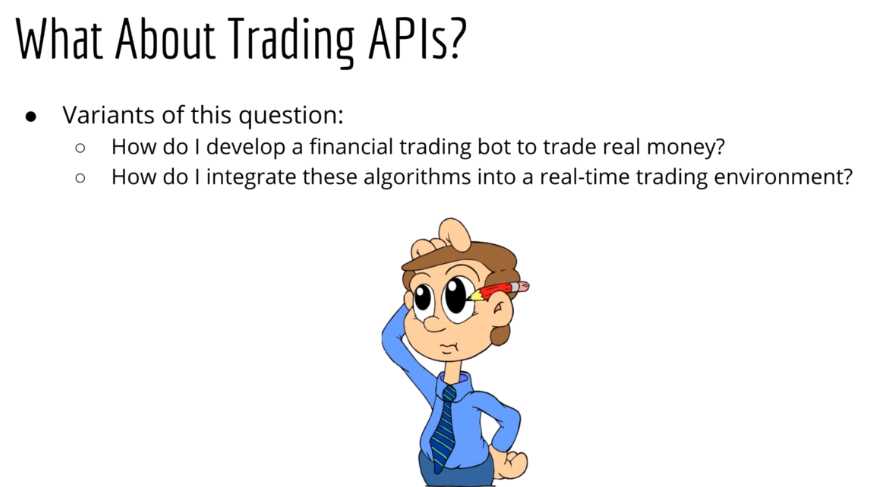 What About Trading APIs?
● Variants of this question:
○ How do I develop a financial trading bot to trade real money?
○ How do I integrate these algorithms into a real-time trading environment?